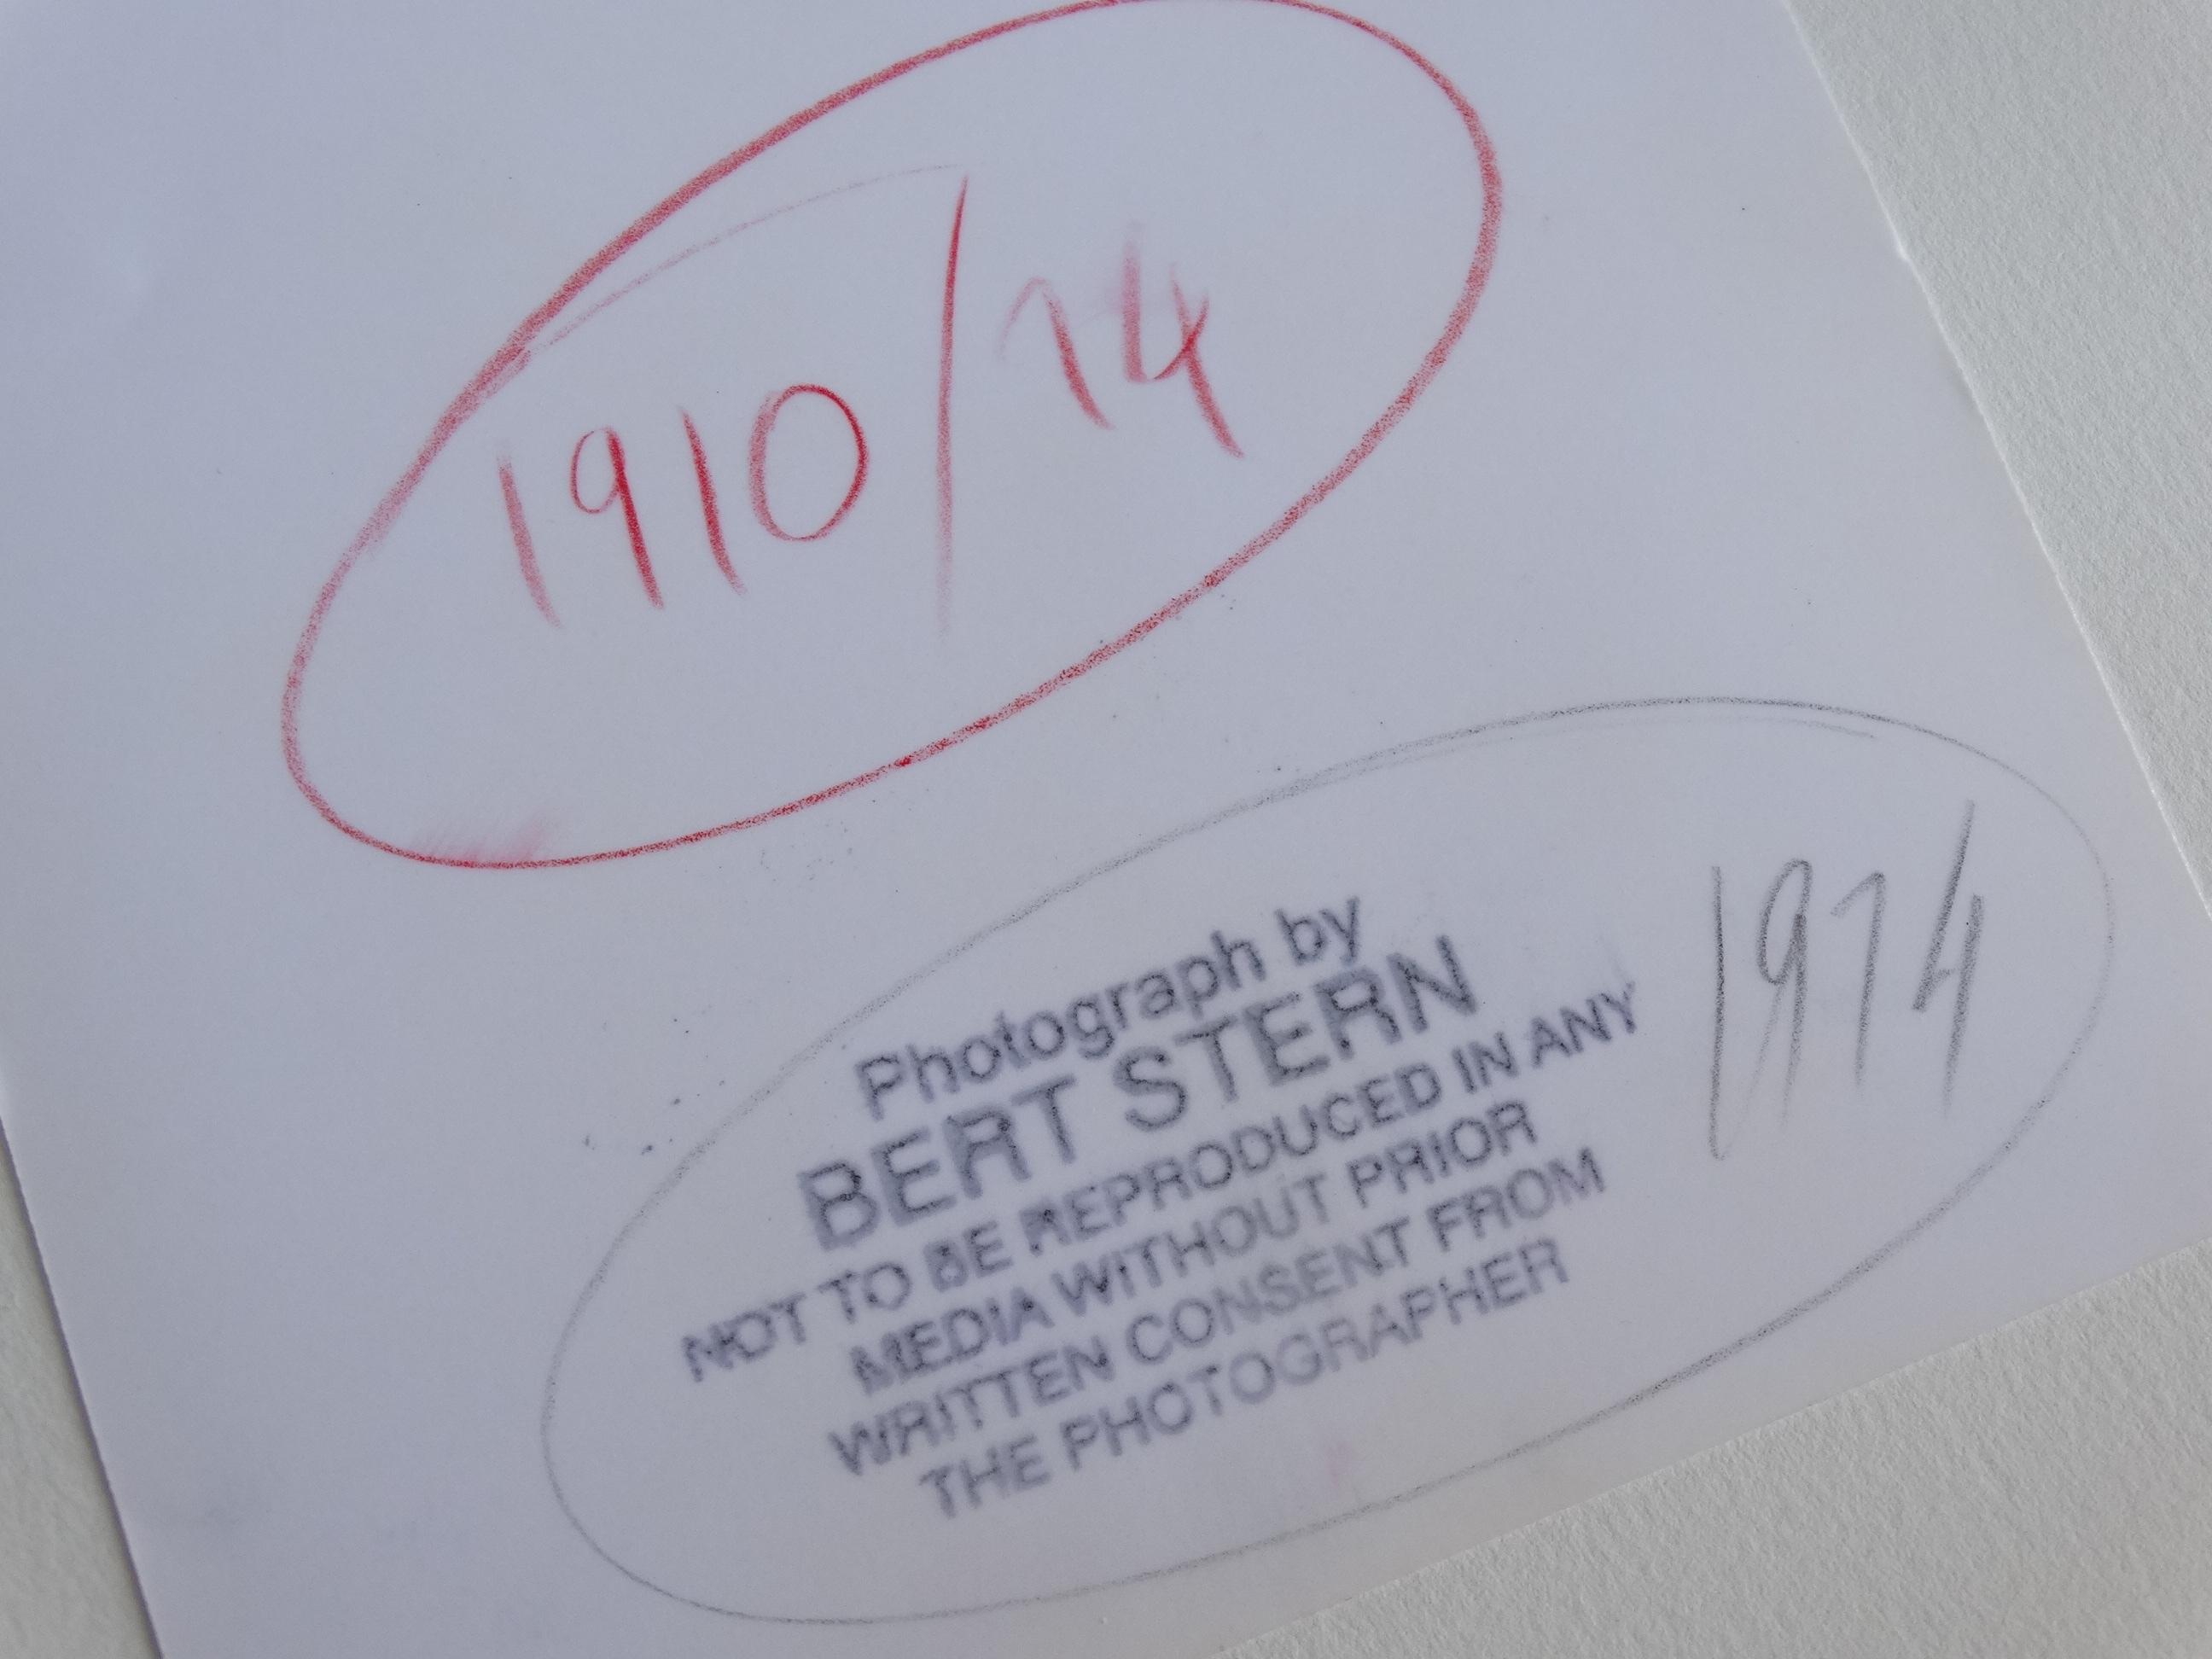 1910/74
Photograph by
BERT STERN
NOT TO BE REPRODUCED IN ANY
MEDIA WITHOUT PRIOR
WRITTEN CONSENT FROM
THE PHOTOGRAPHER
1974